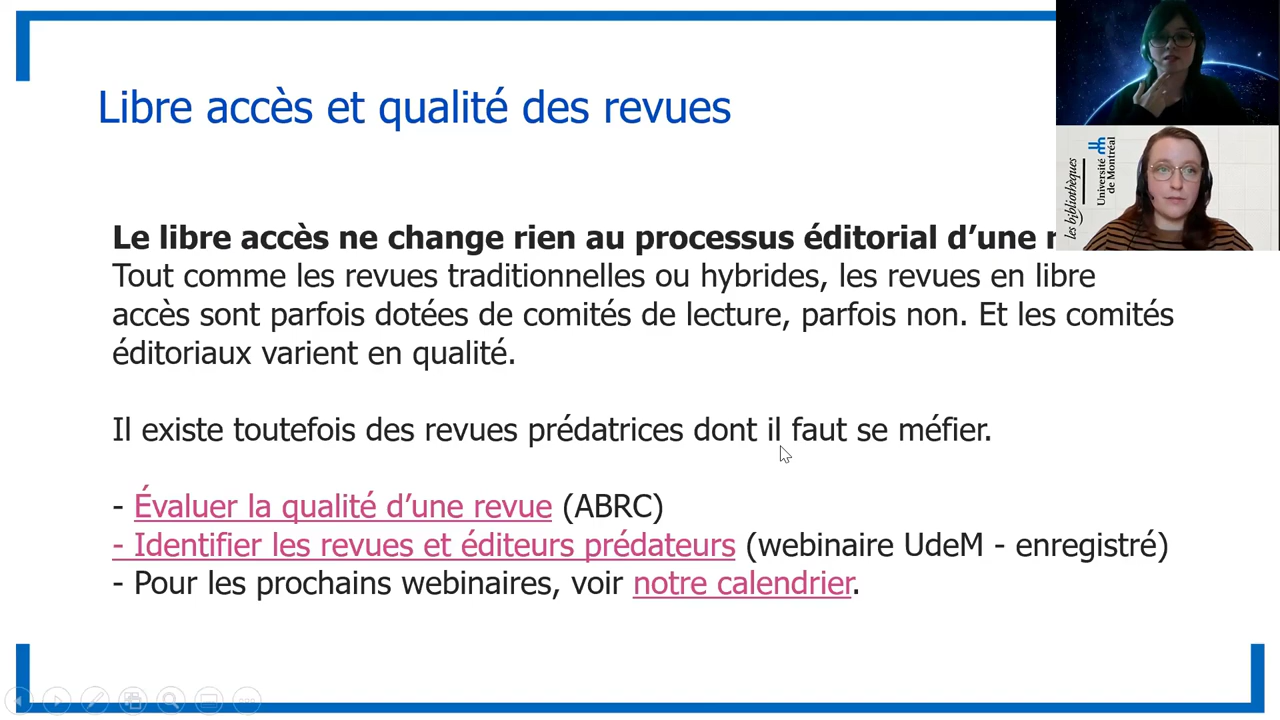 Libre accès et qualité des revues
Le libre accès ne change rien au processus éditorial d’une
Tout comme les revues traditionnelles ou hybrides, les revues en libre
accès sont parfois dotées de comités de lecture, parfois non. Et les comités
éditoriaux varient en qualité.
Il existe toutefois des revues prédatrices dont il faut se méfier.
- Évaluer la qualité d’une revue (ABRC)
- Identifier les revues et éditeurs prédateurs (webinaire UdeM - enregistré)
- Pour les prochains webinaires, voir notre calendrier.
les bibliothèques
Université
de Montréal